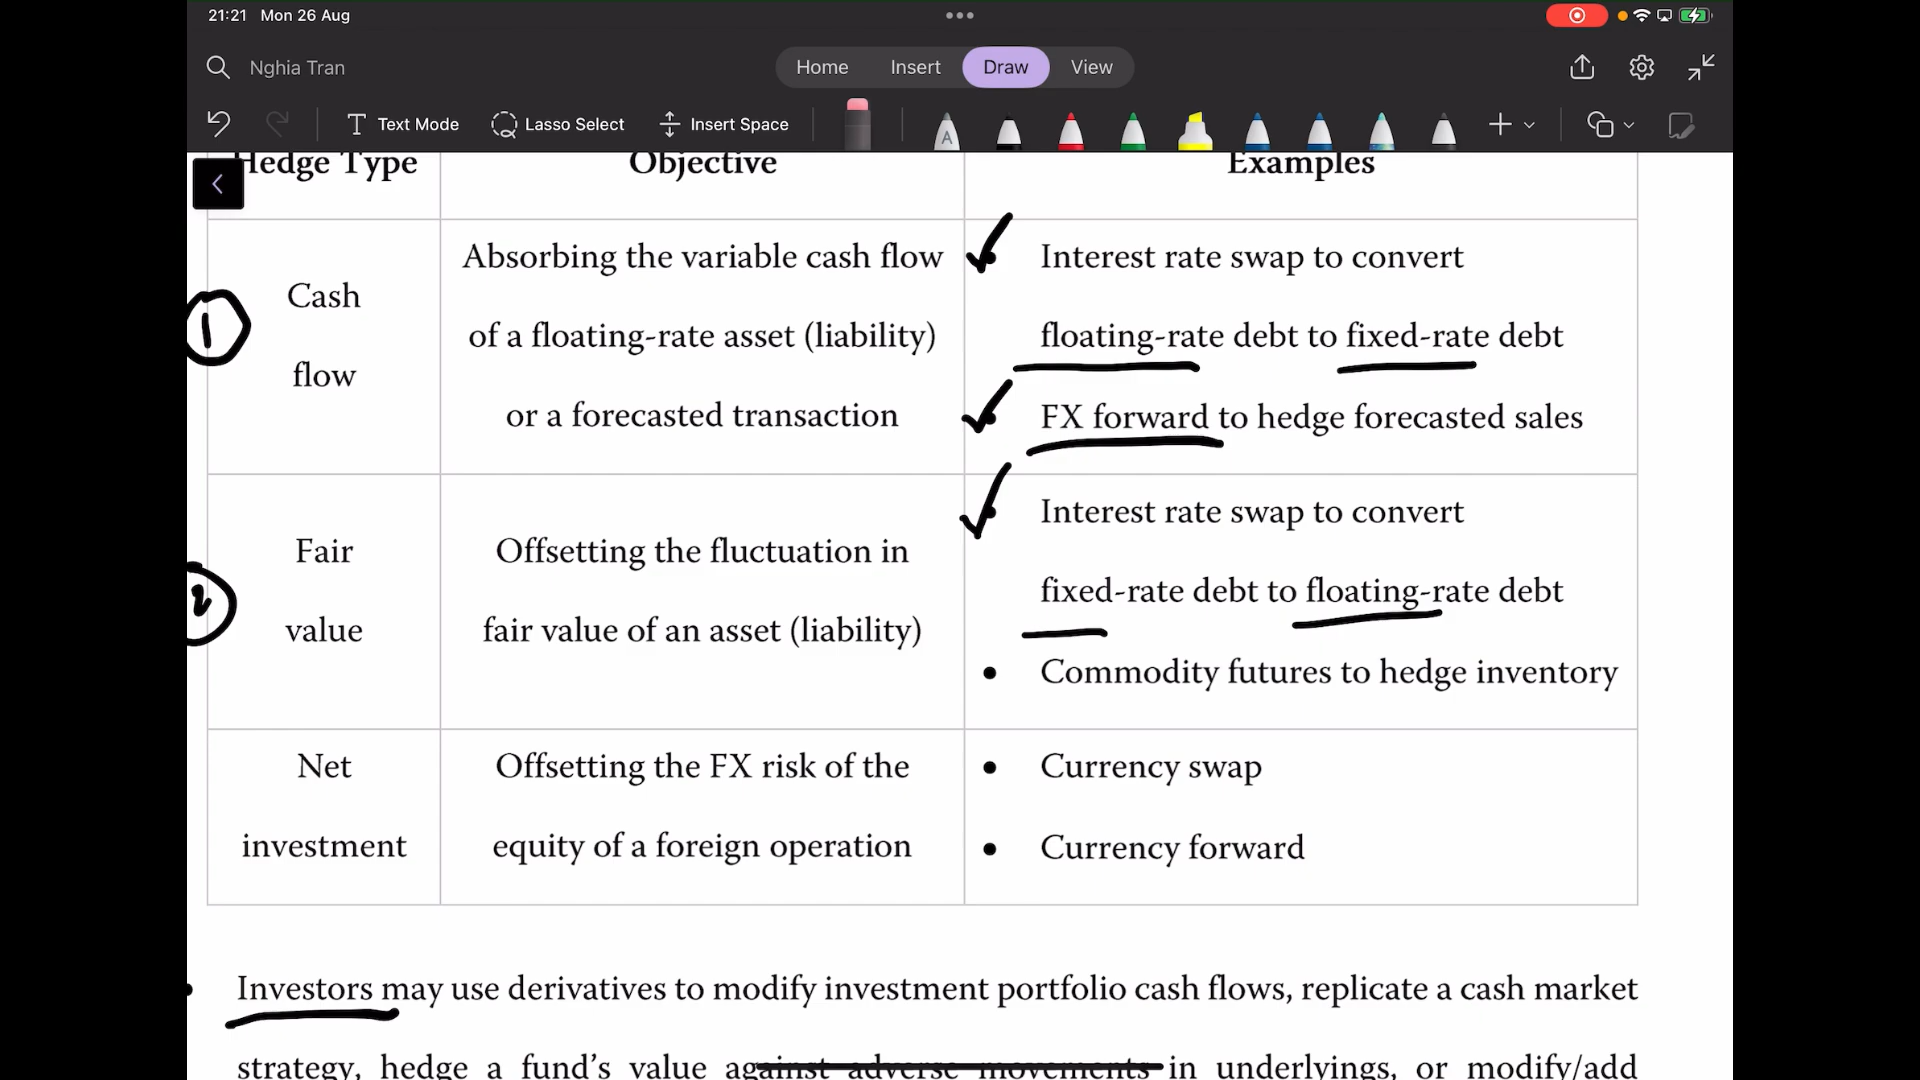 21:21 Mon 26 Aug
Nghia Tran
Home Insert Draw View
Text Mode Lasso Select Insert Space A
Hedge Type Objective Examples
1
Cash
flow
Absorbing the variable cash flow
of a floating-rate asset (liability)
or a forecasted transaction
Interest rate swap to convert
floating-rate debt to fixed-rate debt
FX forward to hedge forecasted sales
2
Fair
value
Offsetting the fluctuation in
fair value of an asset (liability)
Interest rate swap to convert
fixed-rate debt to floating-rate debt
Commodity futures to hedge inventory
Net
investment
Offsetting the FX risk of the
equity of a foreign operation
Currency swap
Currency forward
Investors may use derivatives to modify investment portfolio cash flows, replicate a cash market
strategy, hedge a fund's value against adverse movements in underlyings, or modify/add